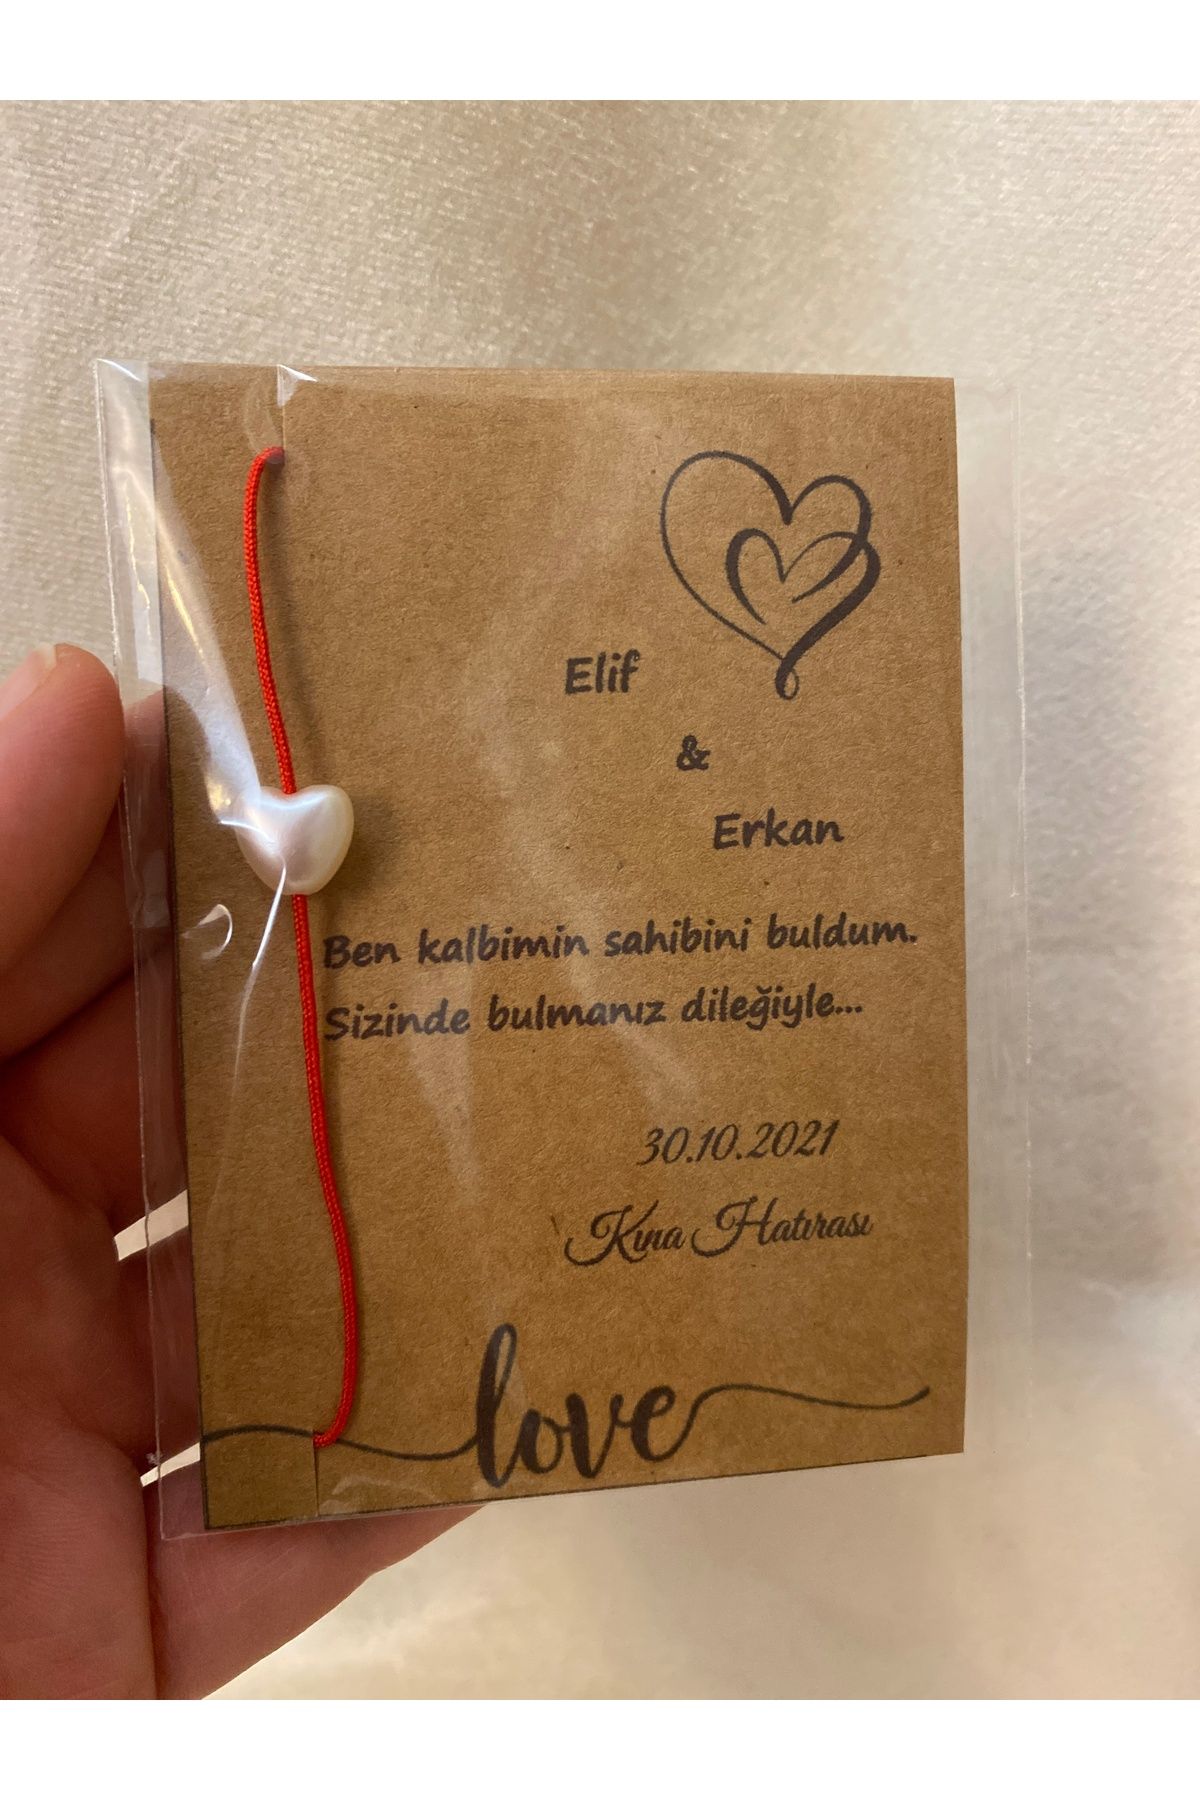 Elif
&
Erkan
Ben kalbimin sahibini buldum.
Sizinde bulmanız dileğiyle...
30.10.2021
Kına Hatırası
love